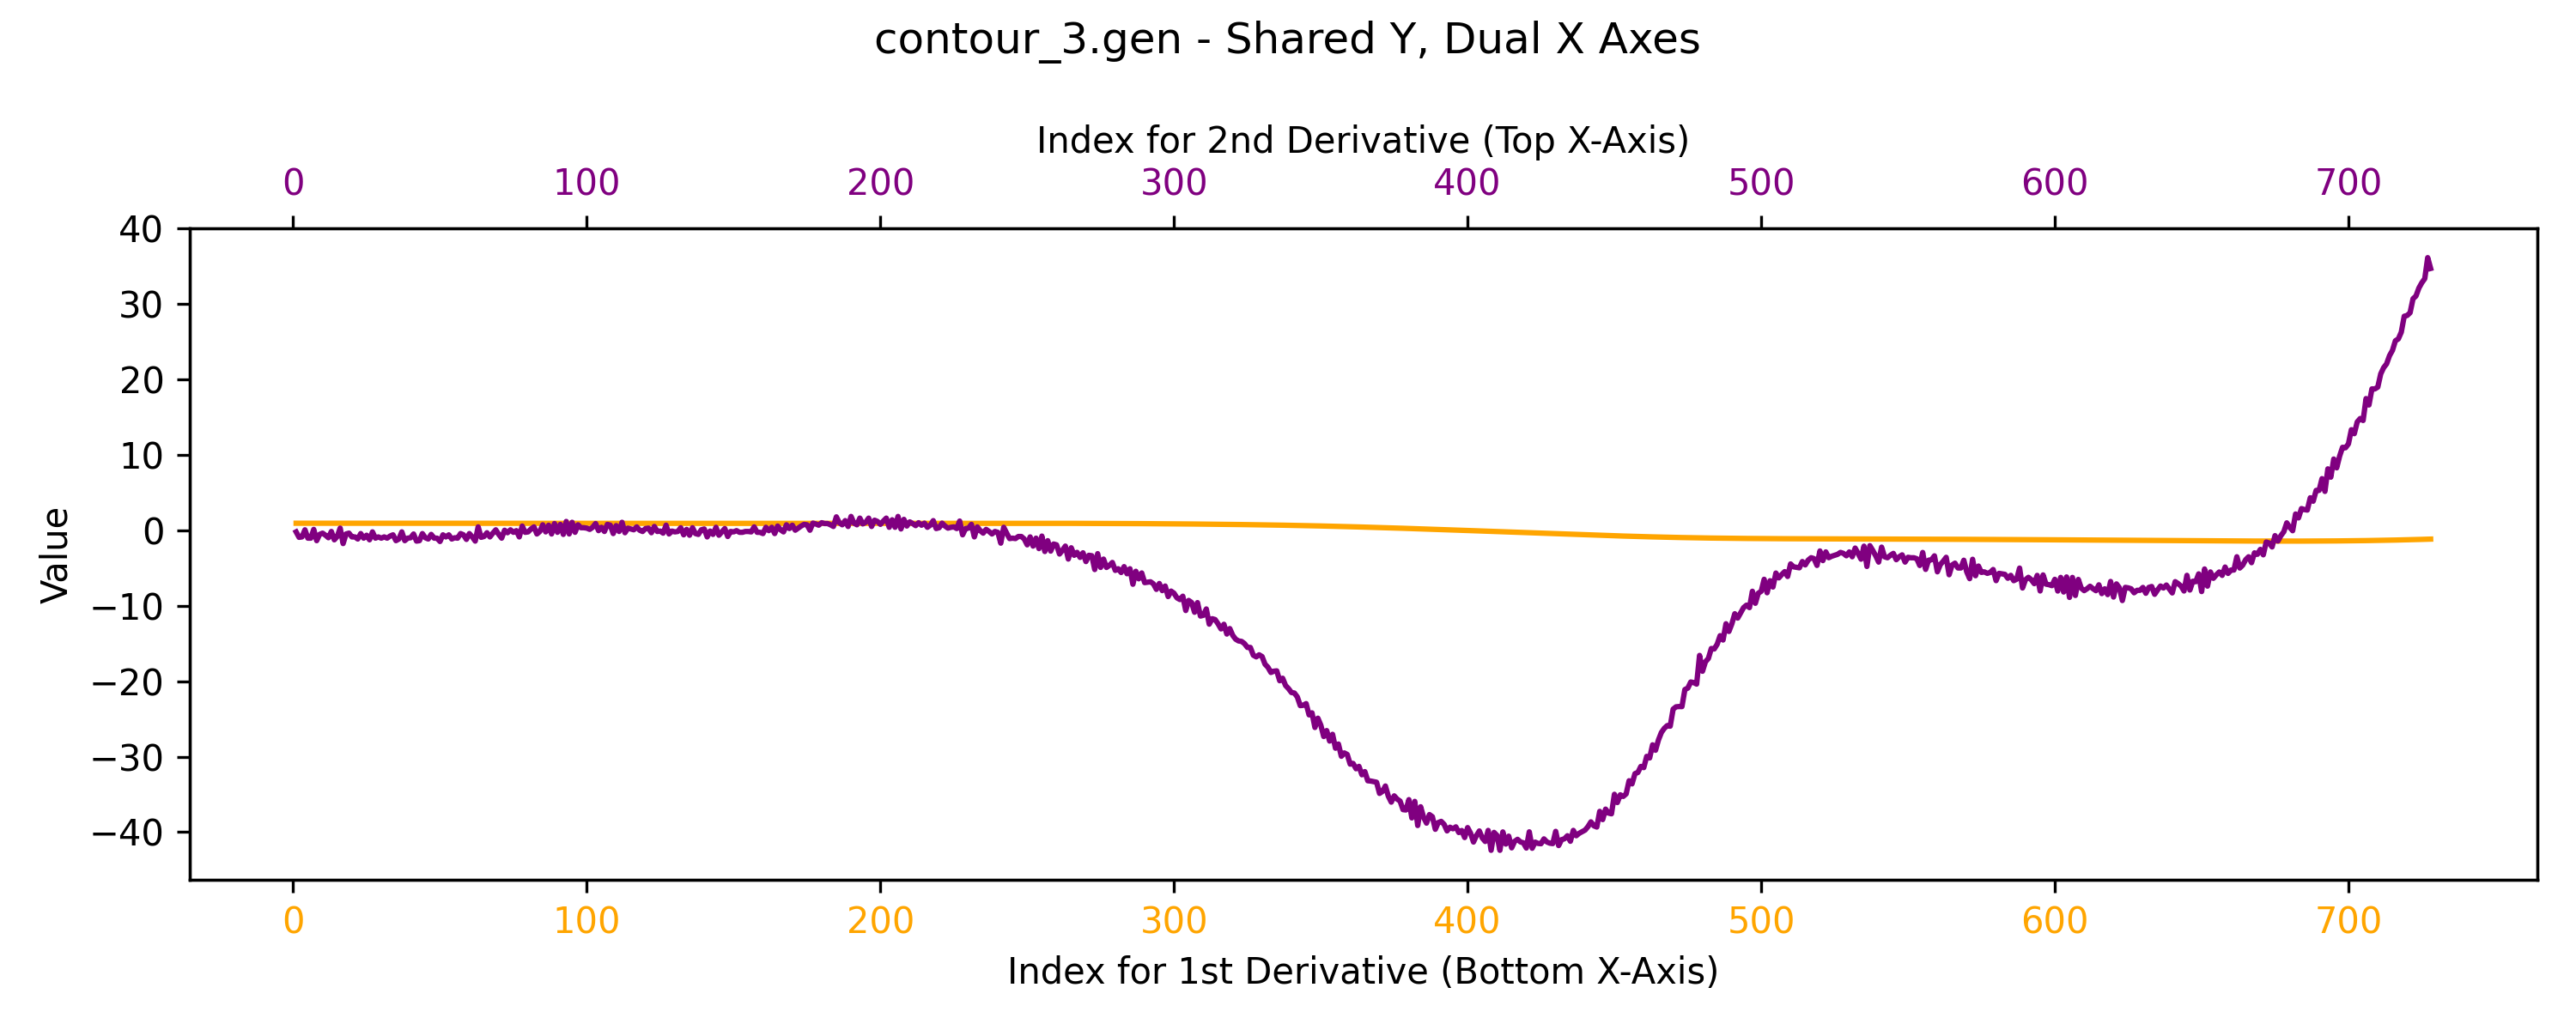 contour_3.gen - Shared Y, Dual X Axes
Index for 2nd Derivative (Top X-Axis)
0 100 200 300 400 500 600 700
40
30
20
10
0
−10
−20
−30
−40
Value
0 100 200 300 400 500 600 700
Index for 1st Derivative (Bottom X-Axis)